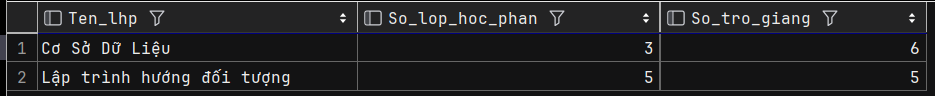 Ten_lhp So_lop_hoc_phan So_tro_giang
1 Cơ Sở Dữ Liệu 3 6
2 Lập trình hướng đối tượng 5 5